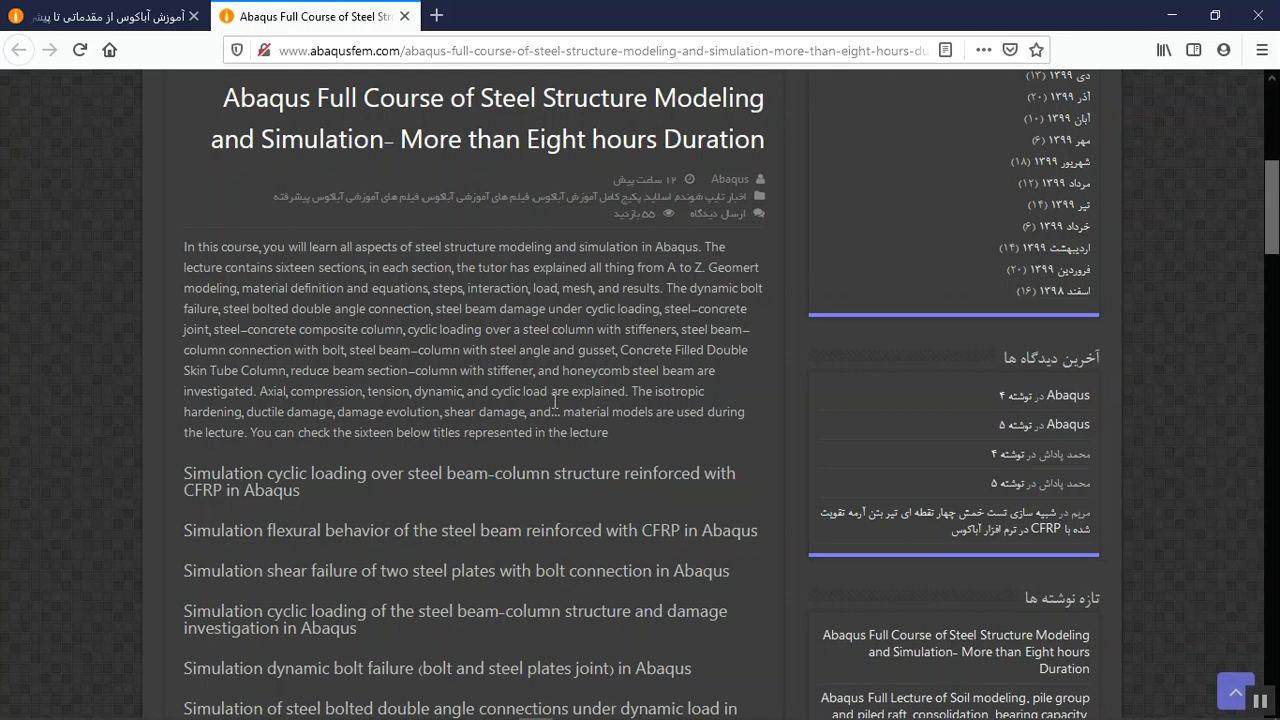 آموزش آباکوس از مقدماتی تا پیشر
Abaqus Full Course of Steel Str
www.abaqusfem.com/abaqus-full-course-of-steel-structure-modeling-and-simulation-more-than-eight-hours-du
Abaqus Full Course of Steel Structure Modeling
and Simulation– More than Eight hours Duration
Abaqus
۱۲ ساعت پیش
اخبار تایپ شونده, اسلاید, پکیج کامل آموزش آباکوس, فیلم های آموزشی آباکوس, فیلم های آموزشی آباکوس پیشرفته
ارسال دیدگاه
۵۵ بازدید
In this course, you will learn all aspects of steel structure modeling and simulation in Abaqus. The
lecture contains sixteen sections, in each section, the tutor has explained all thing from A to Z. Geomert
modeling, material definition and equations, steps, interaction, load, mesh, and results. The dynamic bolt
failure, steel bolted double angle connection, steel beam damage under cyclic loading, steel–concrete
joint, steel–concrete composite column, cyclic loading over a steel column with stiffeners, steel beam–
column connection with bolt, steel beam–column with steel angle and gusset, Concrete Filled Double
Skin Tube Column, reduce beam section–column with stiffener, and honeycomb steel beam are
investigated. Axial, compression, tension, dynamic, and cyclic load are explained. The isotropic
hardening, ductile damage, damage evolution, shear damage, and… material models are used during
the lecture. You can check the sixteen below titles represented in the lecture
Simulation cyclic loading over steel beam–column structure reinforced with
CFRP in Abaqus
Simulation flexural behavior of the steel beam reinforced with CFRP in Abaqus
Simulation shear failure of two steel plates with bolt connection in Abaqus
Simulation cyclic loading of the steel beam–column structure and damage
investigation in Abaqus
Simulation dynamic bolt failure (bolt and steel plates joint) in Abaqus
Simulation of steel bolted double angle connections under dynamic load in
دی ۱۳۹۹ (۱۳)
آذر ۱۳۹۹ (۲۰)
آبان ۱۳۹۹ (۱۰)
مهر ۱۳۹۹ (۶)
شهریور ۱۳۹۹ (۱۸)
مرداد ۱۳۹۹ (۱۲)
تیر ۱۳۹۹ (۱۴)
خرداد ۱۳۹۹ (۶)
اردیبهشت ۱۳۹۹ (۱۴)
فروردین ۱۳۹۹ (۲۰)
اسفند ۱۳۹۸ (۱۶)
آخرین دیدگاه ها
Abaqus در نوشته ۴
Abaqus در نوشته ۵
محمد پاداش در نوشته ۴
محمد پاداش در نوشته ۵
مریم در شبیه سازی تست خمش چهار نقطه ای تیر بتن آرمه تقویت
شده با CFRP در نرم افزار آباکوس
تازه نوشته ها
Abaqus Full Course of Steel Structure Modeling
and Simulation– More than Eight hours
Duration
Abaqus Full Lecture of Soil modeling, pile group
and piled raft, consolidation, bearing capacity